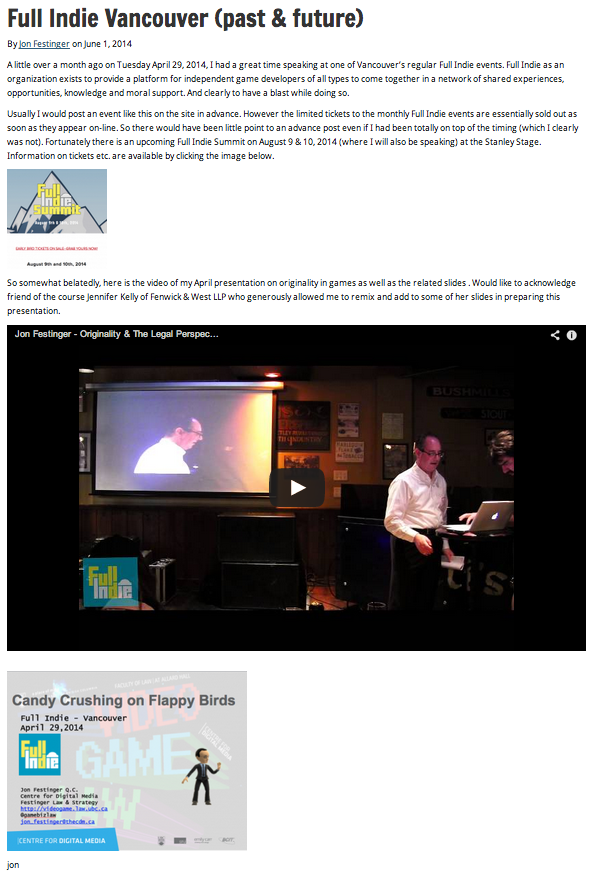 Full Indie Vancouver (past & future)
By Jon Festinger on June 1, 2014
A little over a month ago on Tuesday April 29, 2014, I had a great time speaking at one of Vancouver's regular Full Indie events. Full Indie as an
organization exists to provide a platform for independent game developers of all types to come together in a network of shared experiences,
opportunities, knowledge and moral support. And clearly to have a blast while doing so.
Usually I would post an event like this on the site in advance. However the limited tickets to the monthly Full Indie events are essentially sold out as
soon as they appear on-line. So there would have been little point to an advance post even if I had been totally on top of the timing (which I clearly
was not). Fortunately there is an upcoming Full Indie Summit on August 9 & 10, 2014 (where I will also be speaking) at the Stanley Stage.
Information on tickets etc. are available by clicking the image below.
Full
Indie
Summit
August 9th & 10th, 2014
EARLY BIRD TICKETS ON SALE
August 9th and 10th, 2014
So somewhat belatedly, here is the video of my April presentation on originality in games as well as the related slides . Would like to acknowledge
friend of the course Jennifer Kelly of Fenwick & West LLP who generously allowed me to remix and add to some of her slides in preparing this
presentation.
Jon Festinger - Originality & The Legal Perspec...
BUSHMILLS
STOUT
Full
Indie
Candy Crushing on Flappy Birds
Full Indie - Vancouver
April 29,2014
VIDEO
GAME
LAW
Full
Indie
Jon Festinger Q.C.
Centre for Digital Media
Festinger Law & Strategy
http://videogame.law.ubc.ca
@gamebizlaw
jon_festinger@thecdm.ca
CENTRE FOR DIGITAL MEDIA
jon